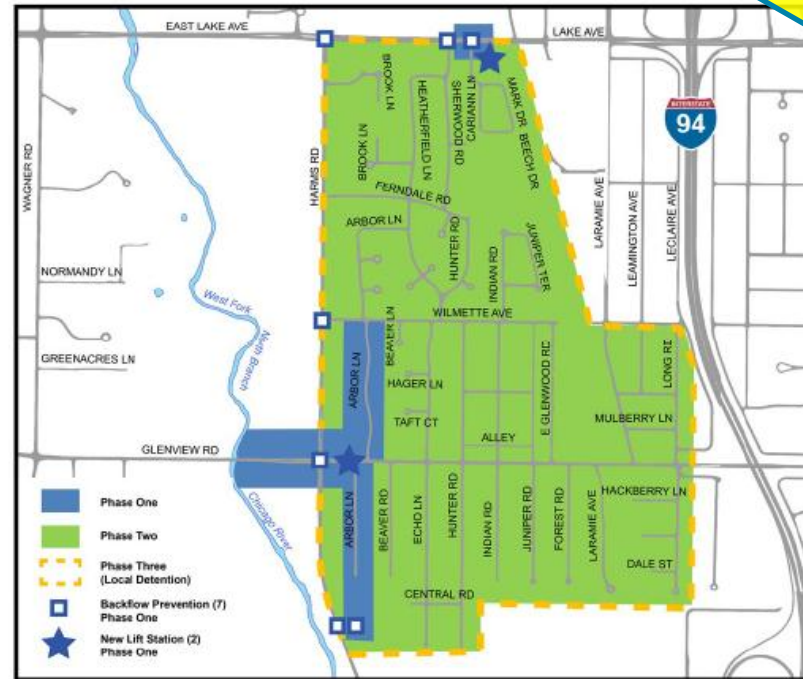 EAST LAKE AVE
LAKE AVE
WAGNER RD
HARMS RD
BROOK LN
BROOK LN
HEATHERFIELD LN
SHERWOOD RD
CARIANN LN
MARK DR
BEECH DR
INTERSTATE
94
FERNDALE RD
ARBOR LN
HUNTER RD
INDIAN RD
JUNIPER TER
LARAMIE AVE
LEAMINGTON AVE
LECLAIRE AVE
NORMANDY LN
West Fork
North Branch
WILMETTE AVE
GREENACRES LN
ARBOR LN
BEAVER LN
HAGER LN
TAFT CT
ALLEY
E GLENWOOD RD
MULBERRY LN
LONG RD
GLENVIEW RD
Chicago River
ARBOR LN
BEAVER RD
ECHO LN
HUNTER RD
INDIAN RD
JUNIPER RD
FOREST RD
LARAMIE AVE
HACKBERRY LN
DALE ST
CENTRAL RD
Phase One
Phase Two
Phase Three
(Local Detention)
Backflow Prevention (7)
Phase One
New Lift Station (2)
Phase One